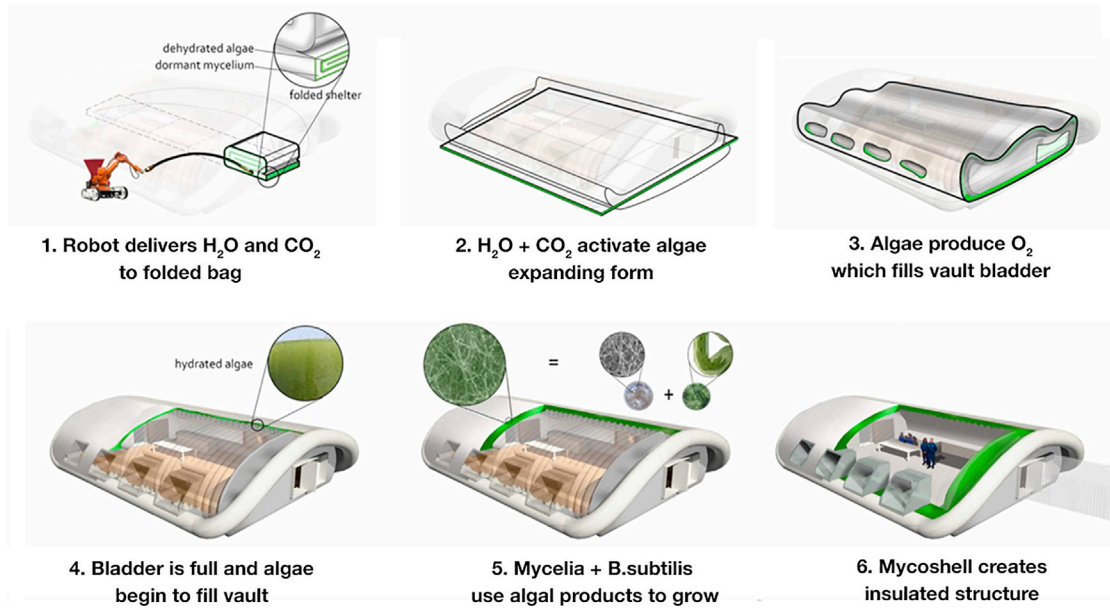 dehydrated algae
dormant mycelium
folded shelter
1. Robot delivers H₂O and CO₂
to folded bag
2. H₂O + CO₂ activate algae
expanding form
3. Algae produce O₂
which fills vault bladder
hydrated algae
4. Bladder is full and algae
begin to fill vault
=
+
5. Mycelia + B.subtilis
use algal products to grow
6. Mycoshell creates
insulated structure